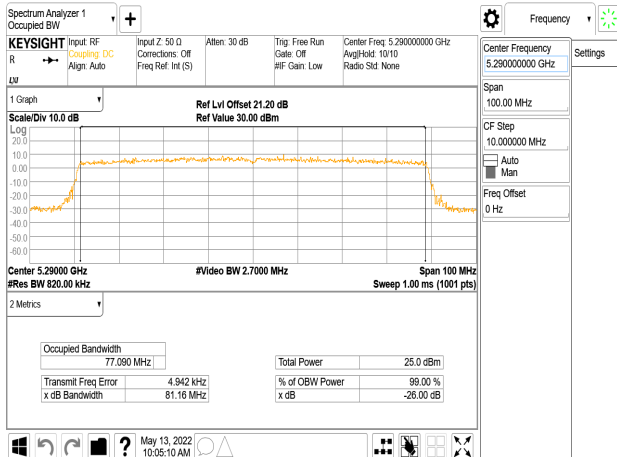 Spectrum Analyzer 1
Occupied BW
▼
+
Frequency ▼
KEYSIGHT
R
LXI
Input: RF
Coupling: DC
Align: Auto
Input Z: 50 Ω
Corrections: Off
Freq Ref: Int (S)
Atten: 30 dB
Trig: Free Run
Gate: Off
#IF Gain: Low
Center Freq: 5.290000000 GHz
Avg|Hold: 10/10
Radio Std: None
Center Frequency
5.290000000 GHz
Settings
Span
100.00 MHz
CF Step
10.000000 MHz
Auto
Man
Freq Offset
0 Hz
1 Graph ▼
Scale/Div 10.0 dB
Ref Lvl Offset 21.20 dB
Ref Value 30.00 dBm
Log
20.0
10.0
0.00
-10.0
-20.0
-30.0
-40.0
-50.0
-60.0
Center 5.29000 GHz
#Res BW 820.00 kHz
#Video BW 2.7000 MHz
Span 100 MHz
Sweep 1.00 ms (1001 pts)
2 Metrics ▼
Occupied Bandwidth
77.090 MHz
Total Power 25.0 dBm
Transmit Freq Error 4.942 kHz
% of OBW Power 99.00 %
x dB Bandwidth 81.16 MHz
x dB -26.00 dB
?
May 13, 2022
10:05:10 AM